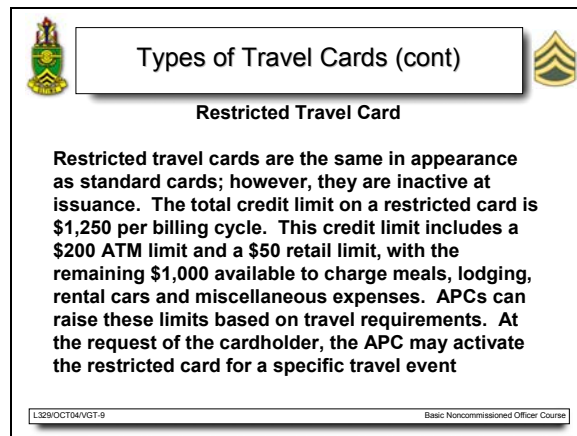 Types of Travel Cards (cont)
Restricted Travel Card
Restricted travel cards are the same in appearance
as standard cards; however, they are inactive at
issuance. The total credit limit on a restricted card is
$1,250 per billing cycle. This credit limit includes a
$200 ATM limit and a $50 retail limit, with the
remaining $1,000 available to charge meals, lodging,
rental cars and miscellaneous expenses. APCs can
raise these limits based on travel requirements. At
the request of the cardholder, the APC may activate
the restricted card for a specific travel event
L329/OCT04/VGT-9
Basic Noncommissioned Officer Course